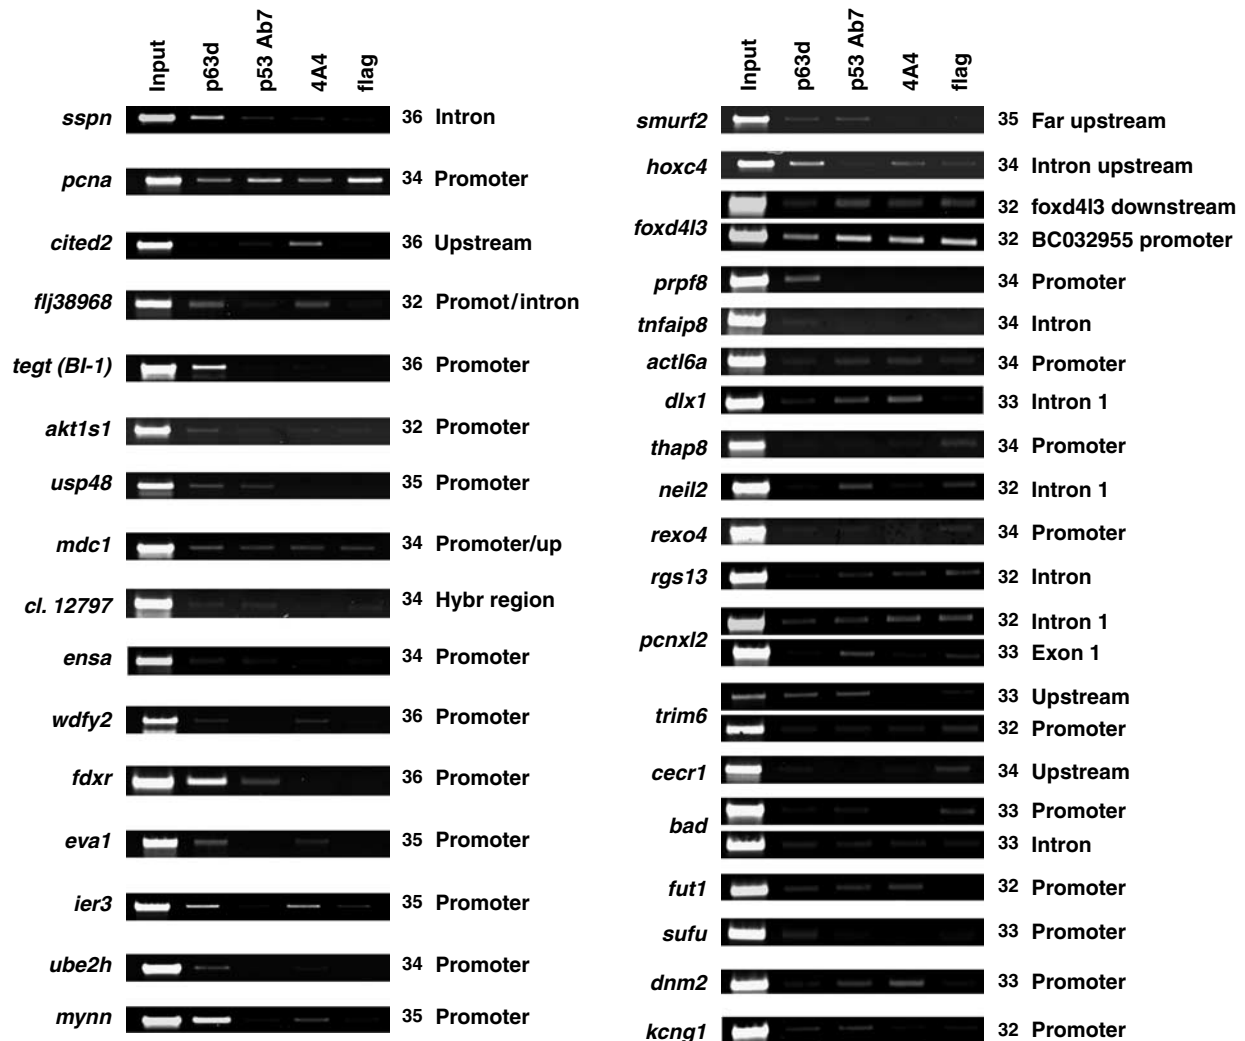 Input p63d p53 Ab7 4A4 flag
sspn 36 Intron
pcna 34 Promoter
cited2 36 Upstream
flj38968 32 Promot/intron
tegt (BI-1) 36 Promoter
akt1s1 32 Promoter
usp48 35 Promoter
mdc1 34 Promoter/up
cl. 12797 34 Hybr region
ensa 34 Promoter
wdfy2 36 Promoter
fdxr 36 Promoter
eva1 35 Promoter
ier3 35 Promoter
ube2h 34 Promoter
mynn 35 Promoter
Input p63d p53 Ab7 4A4 flag
smurf2 35 Far upstream
hoxc4 34 Intron upstream
foxd4l3 32 foxd4l3 downstream
32 BC032955 promoter
prpf8 34 Promoter
tnfaip8 34 Intron
actl6a 34 Promoter
dlx1 33 Intron 1
thap8 34 Promoter
neil2 32 Intron 1
rexo4 34 Promoter
rgs13 32 Intron
pcnxl2 32 Intron 1
33 Exon 1
trim6 33 Upstream
32 Promoter
cecr1 34 Upstream
bad 33 Promoter
33 Intron
fut1 32 Promoter
sufu 33 Promoter
dnm2 33 Promoter
kcng1 32 Promoter